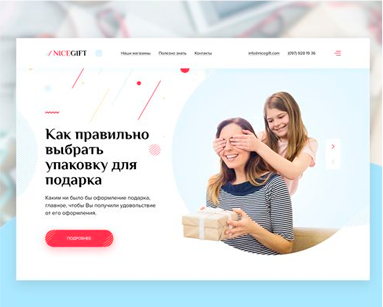 NICEGIFT
Наши магазины Полезно знать Контакты info@nicegift.com (097) 928 19 36
Как правильно
выбрать
упаковку для
подарка
Каким ни было бы оформление подарка,
главное, чтобы Вы получили удовольствие
от его оформления.
ПОДРОБНЕЕ